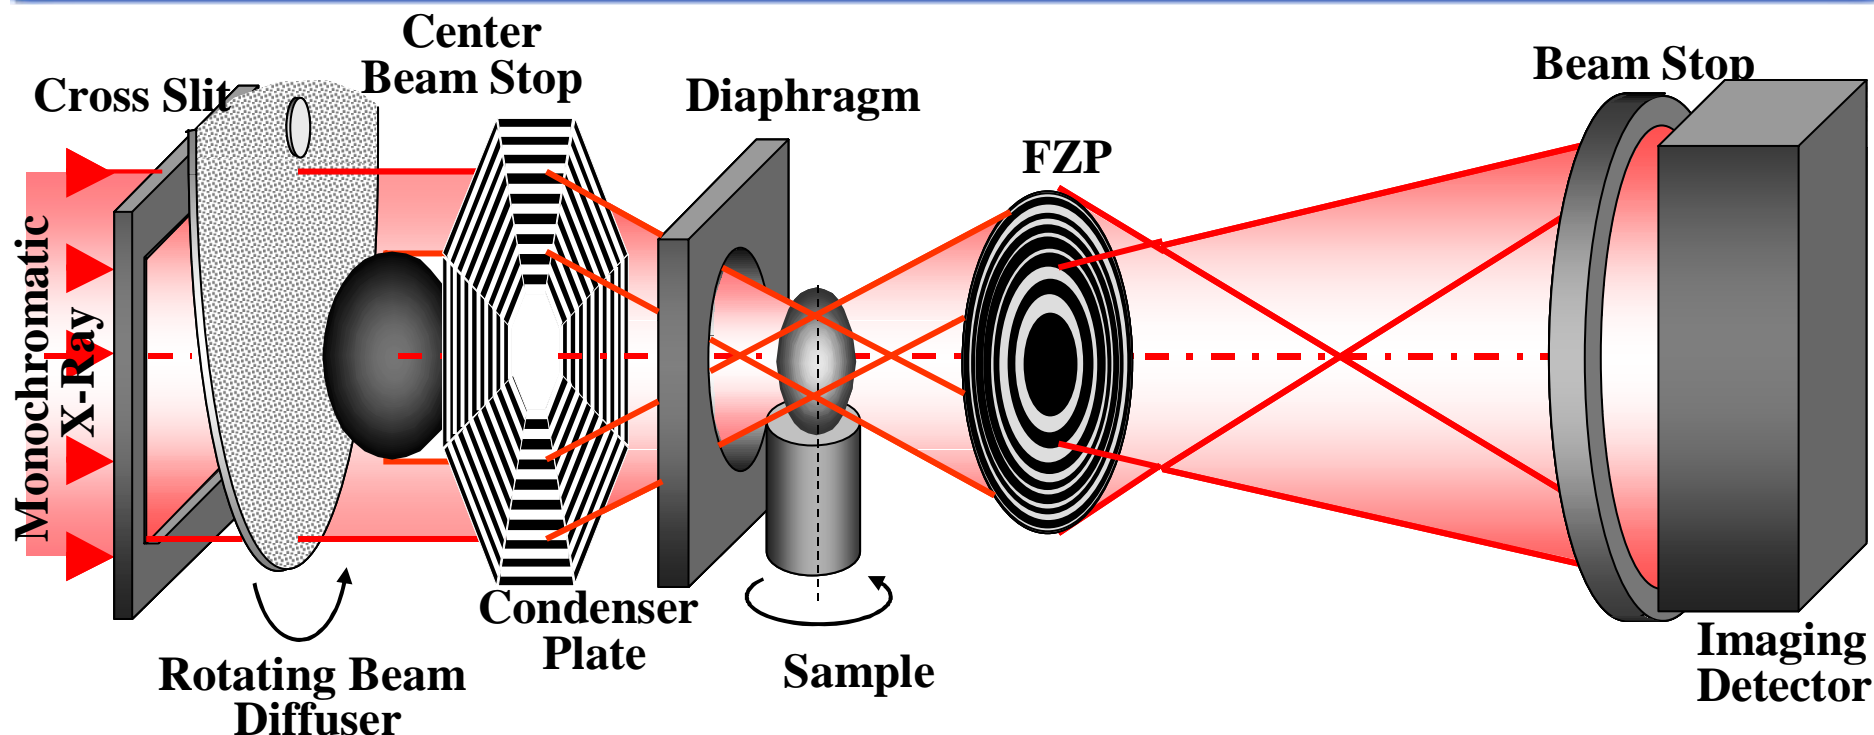 Center
Beam Stop
Cross Slit
Diaphragm
Beam Stop
FZP
Monochromatic
X-Ray
Condenser
Plate
Rotating Beam
Diffuser
Sample
Imaging
Detector